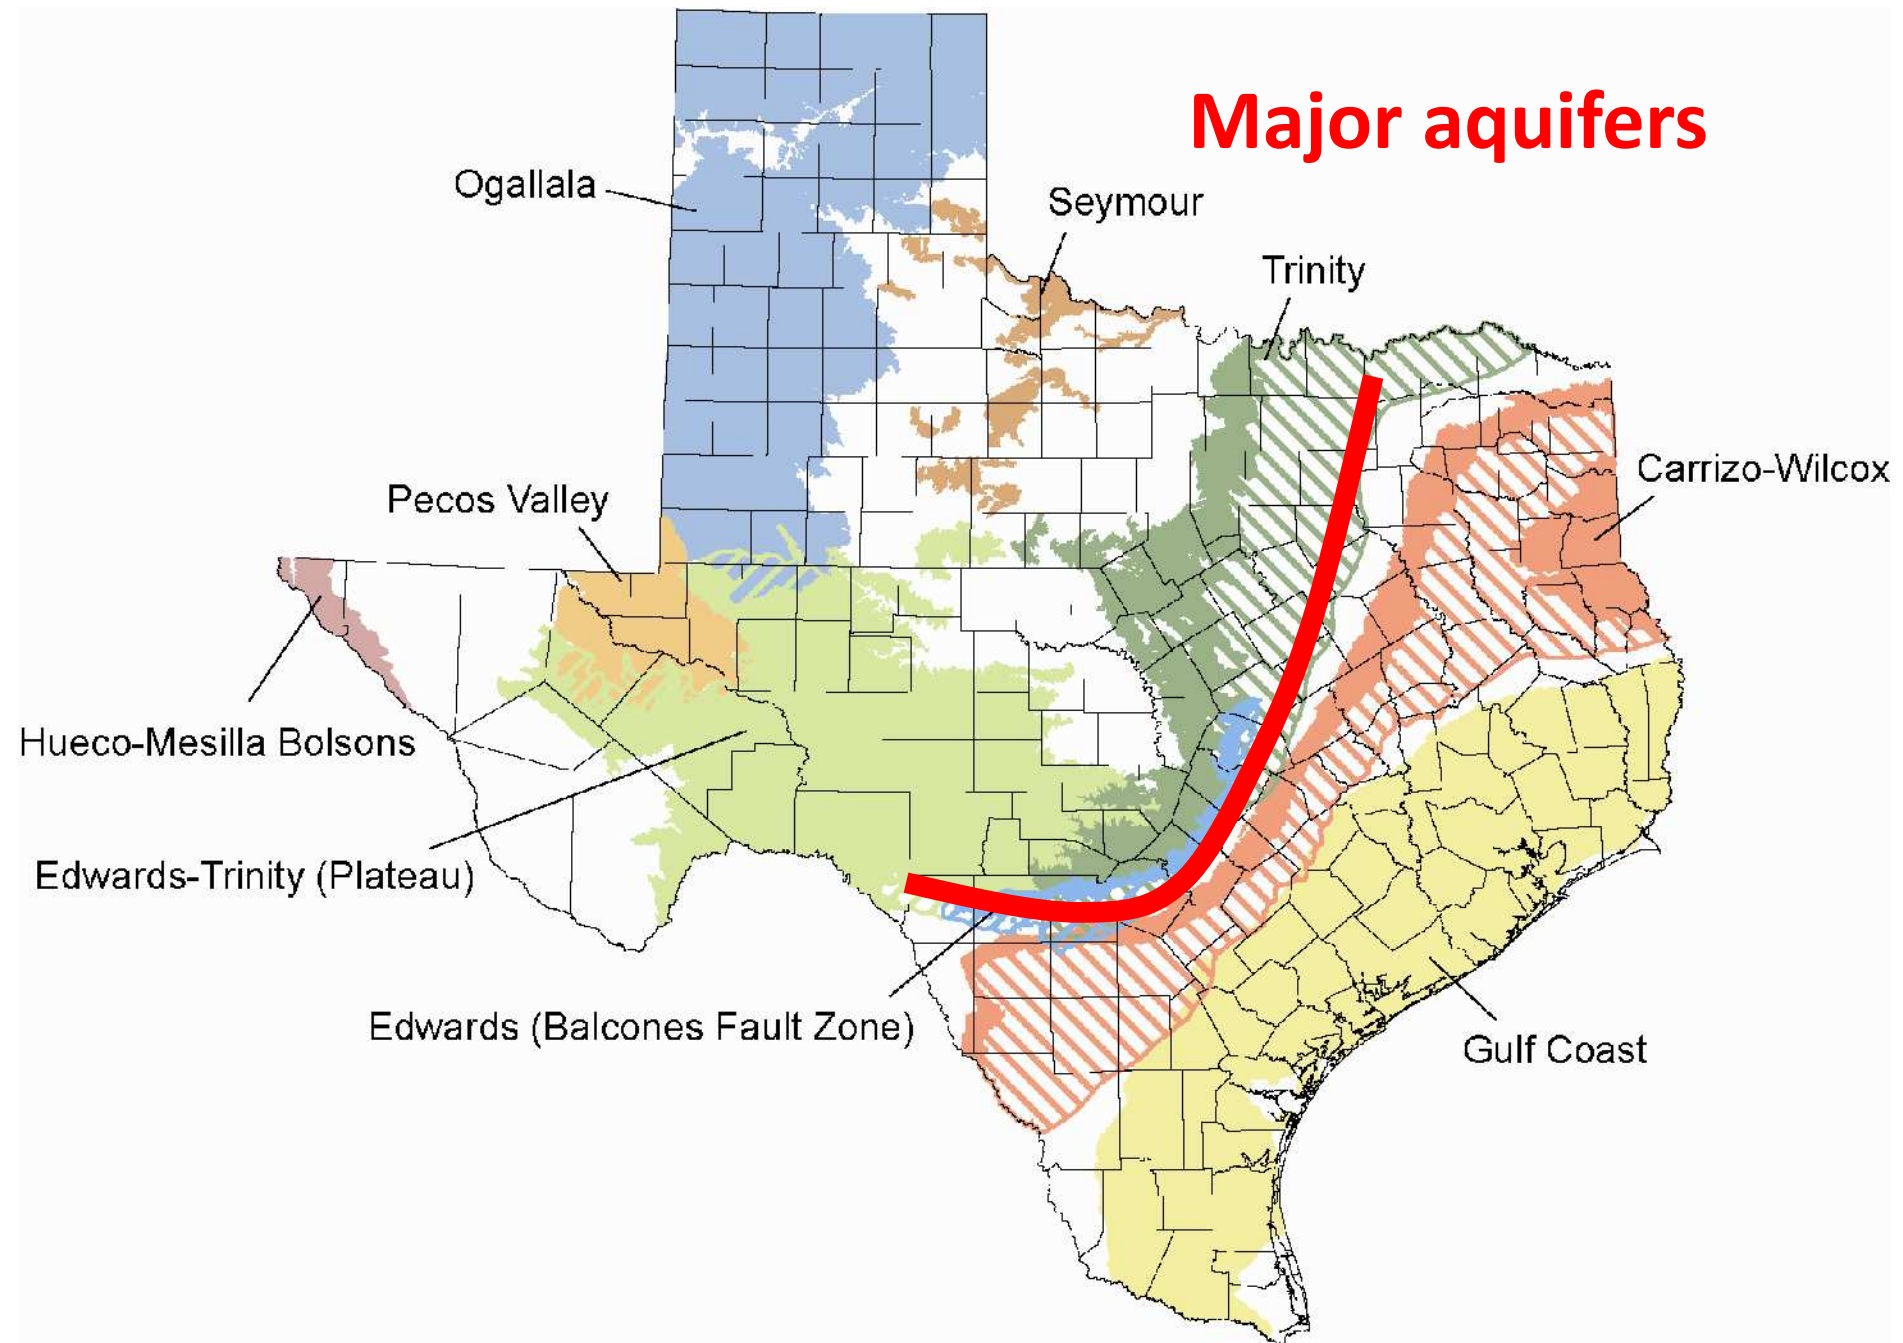 Major aquifers
Ogallala
Seymour
Trinity
Carrizo-Wilcox
Pecos Valley
Hueco-Mesilla Bolsons
Edwards-Trinity (Plateau)
Edwards (Balcones Fault Zone)
Gulf Coast